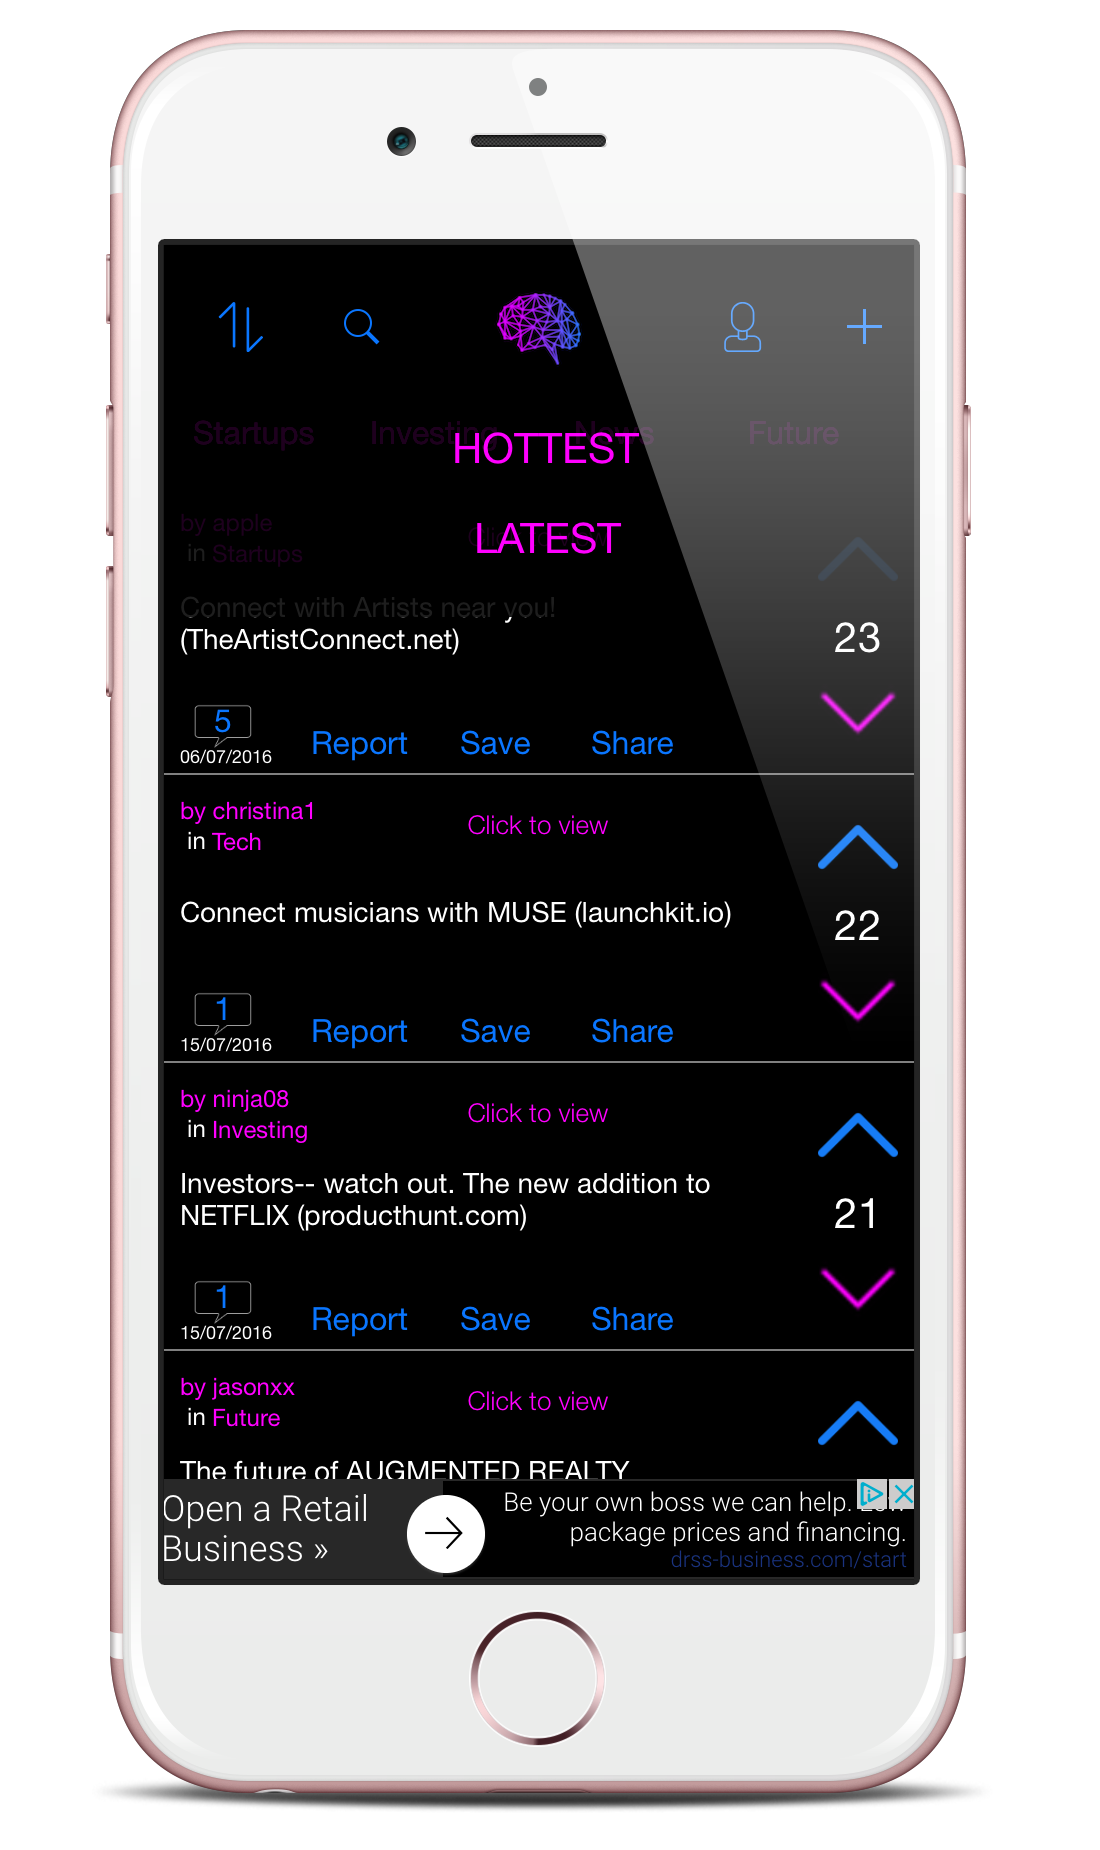 Startups Investing News Future
HOTTEST
LATEST
by apple
in Startups
Connect with Artists near you!
(TheArtistConnect.net)
23
5
06/07/2016
Report Save Share
by christina1
in Tech
Click to view
Connect musicians with MUSE (launchkit.io)
22
1
15/07/2016
Report Save Share
by ninja08
in Investing
Click to view
Investors-- watch out. The new addition to
NETFLIX (producthunt.com)
21
1
15/07/2016
Report Save Share
by jasonxx
in Future
Click to view
The future of AUGMENTED REALTY
Open a Retail
Business »
Be your own boss we can help. Low
package prices and financing.
drss-business.com/start